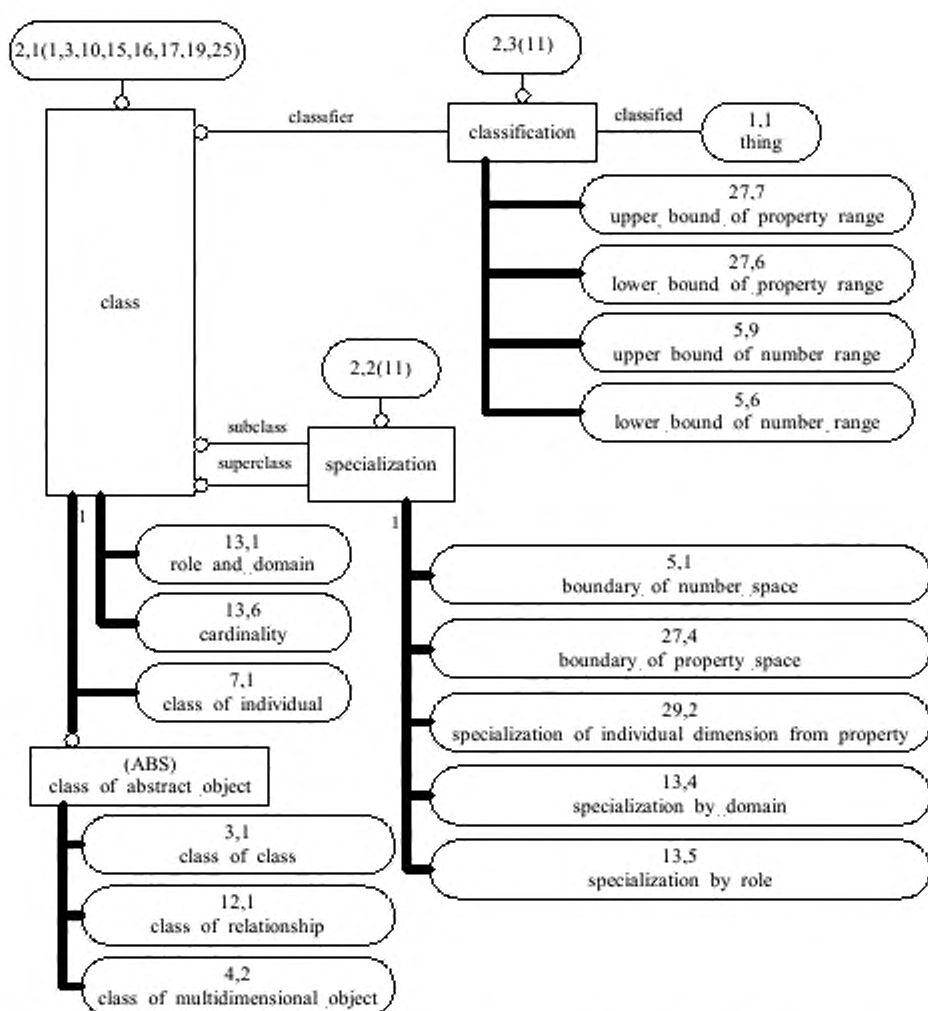 2,1(1,3,10,15,16,17,19,25)
2,3(11)
classifier
classification
classified
1,1
thing
27,7
upper bound of property range
27,6
lower bound of property range
class
5,9
upper bound of number range
2,2(11)
5,6
lower bound of number range
subclass
superclass
specialization
1
1
13,1
role and domain
5,1
boundary of number space
13,6
cardinality
27,4
boundary of property space
7,1
class of individual
29,2
specialization of individual dimension from property
(ABS)
class of abstract object
13,4
specialization by domain
3,1
class of class
13,5
specialization by role
12,1
class of relationship
4,2
class of multidimensional object